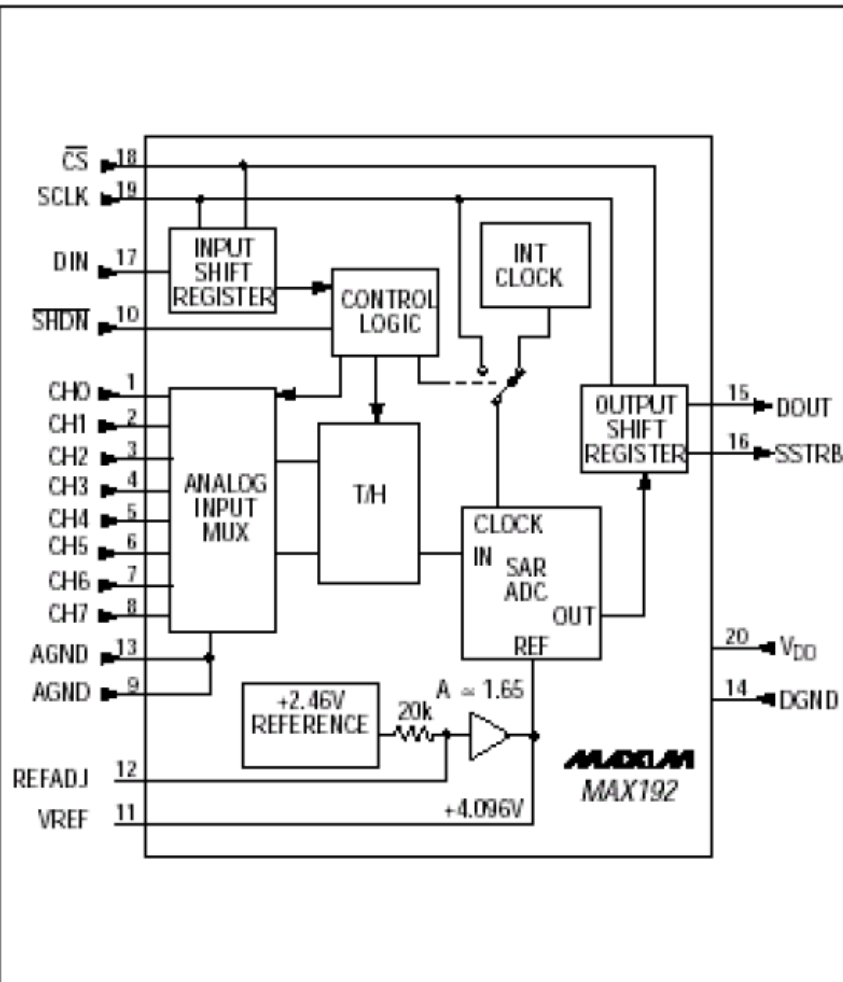 CS
18
SCLK
19
DIN
17
SHDN
10
INPUT
SHIFT
REGISTER
CONTROL
LOGIC
INT
CLOCK
CH0
1
CH1
2
CH2
3
CH3
4
CH4
5
CH5
6
CH6
7
CH7
8
AGND
13
AGND
9
ANALOG
INPUT
MUX
T/H
OUTPUT
SHIFT
REGISTER
15
DOUT
16
SSTRB
CLOCK
IN
SAR
ADC
OUT
REF
20
VDD
14
DGND
+2.46V
REFERENCE
20k
A ≃ 1.65
REFADJ
12
VREF
11
+4.096V
MAXIM
MAX192